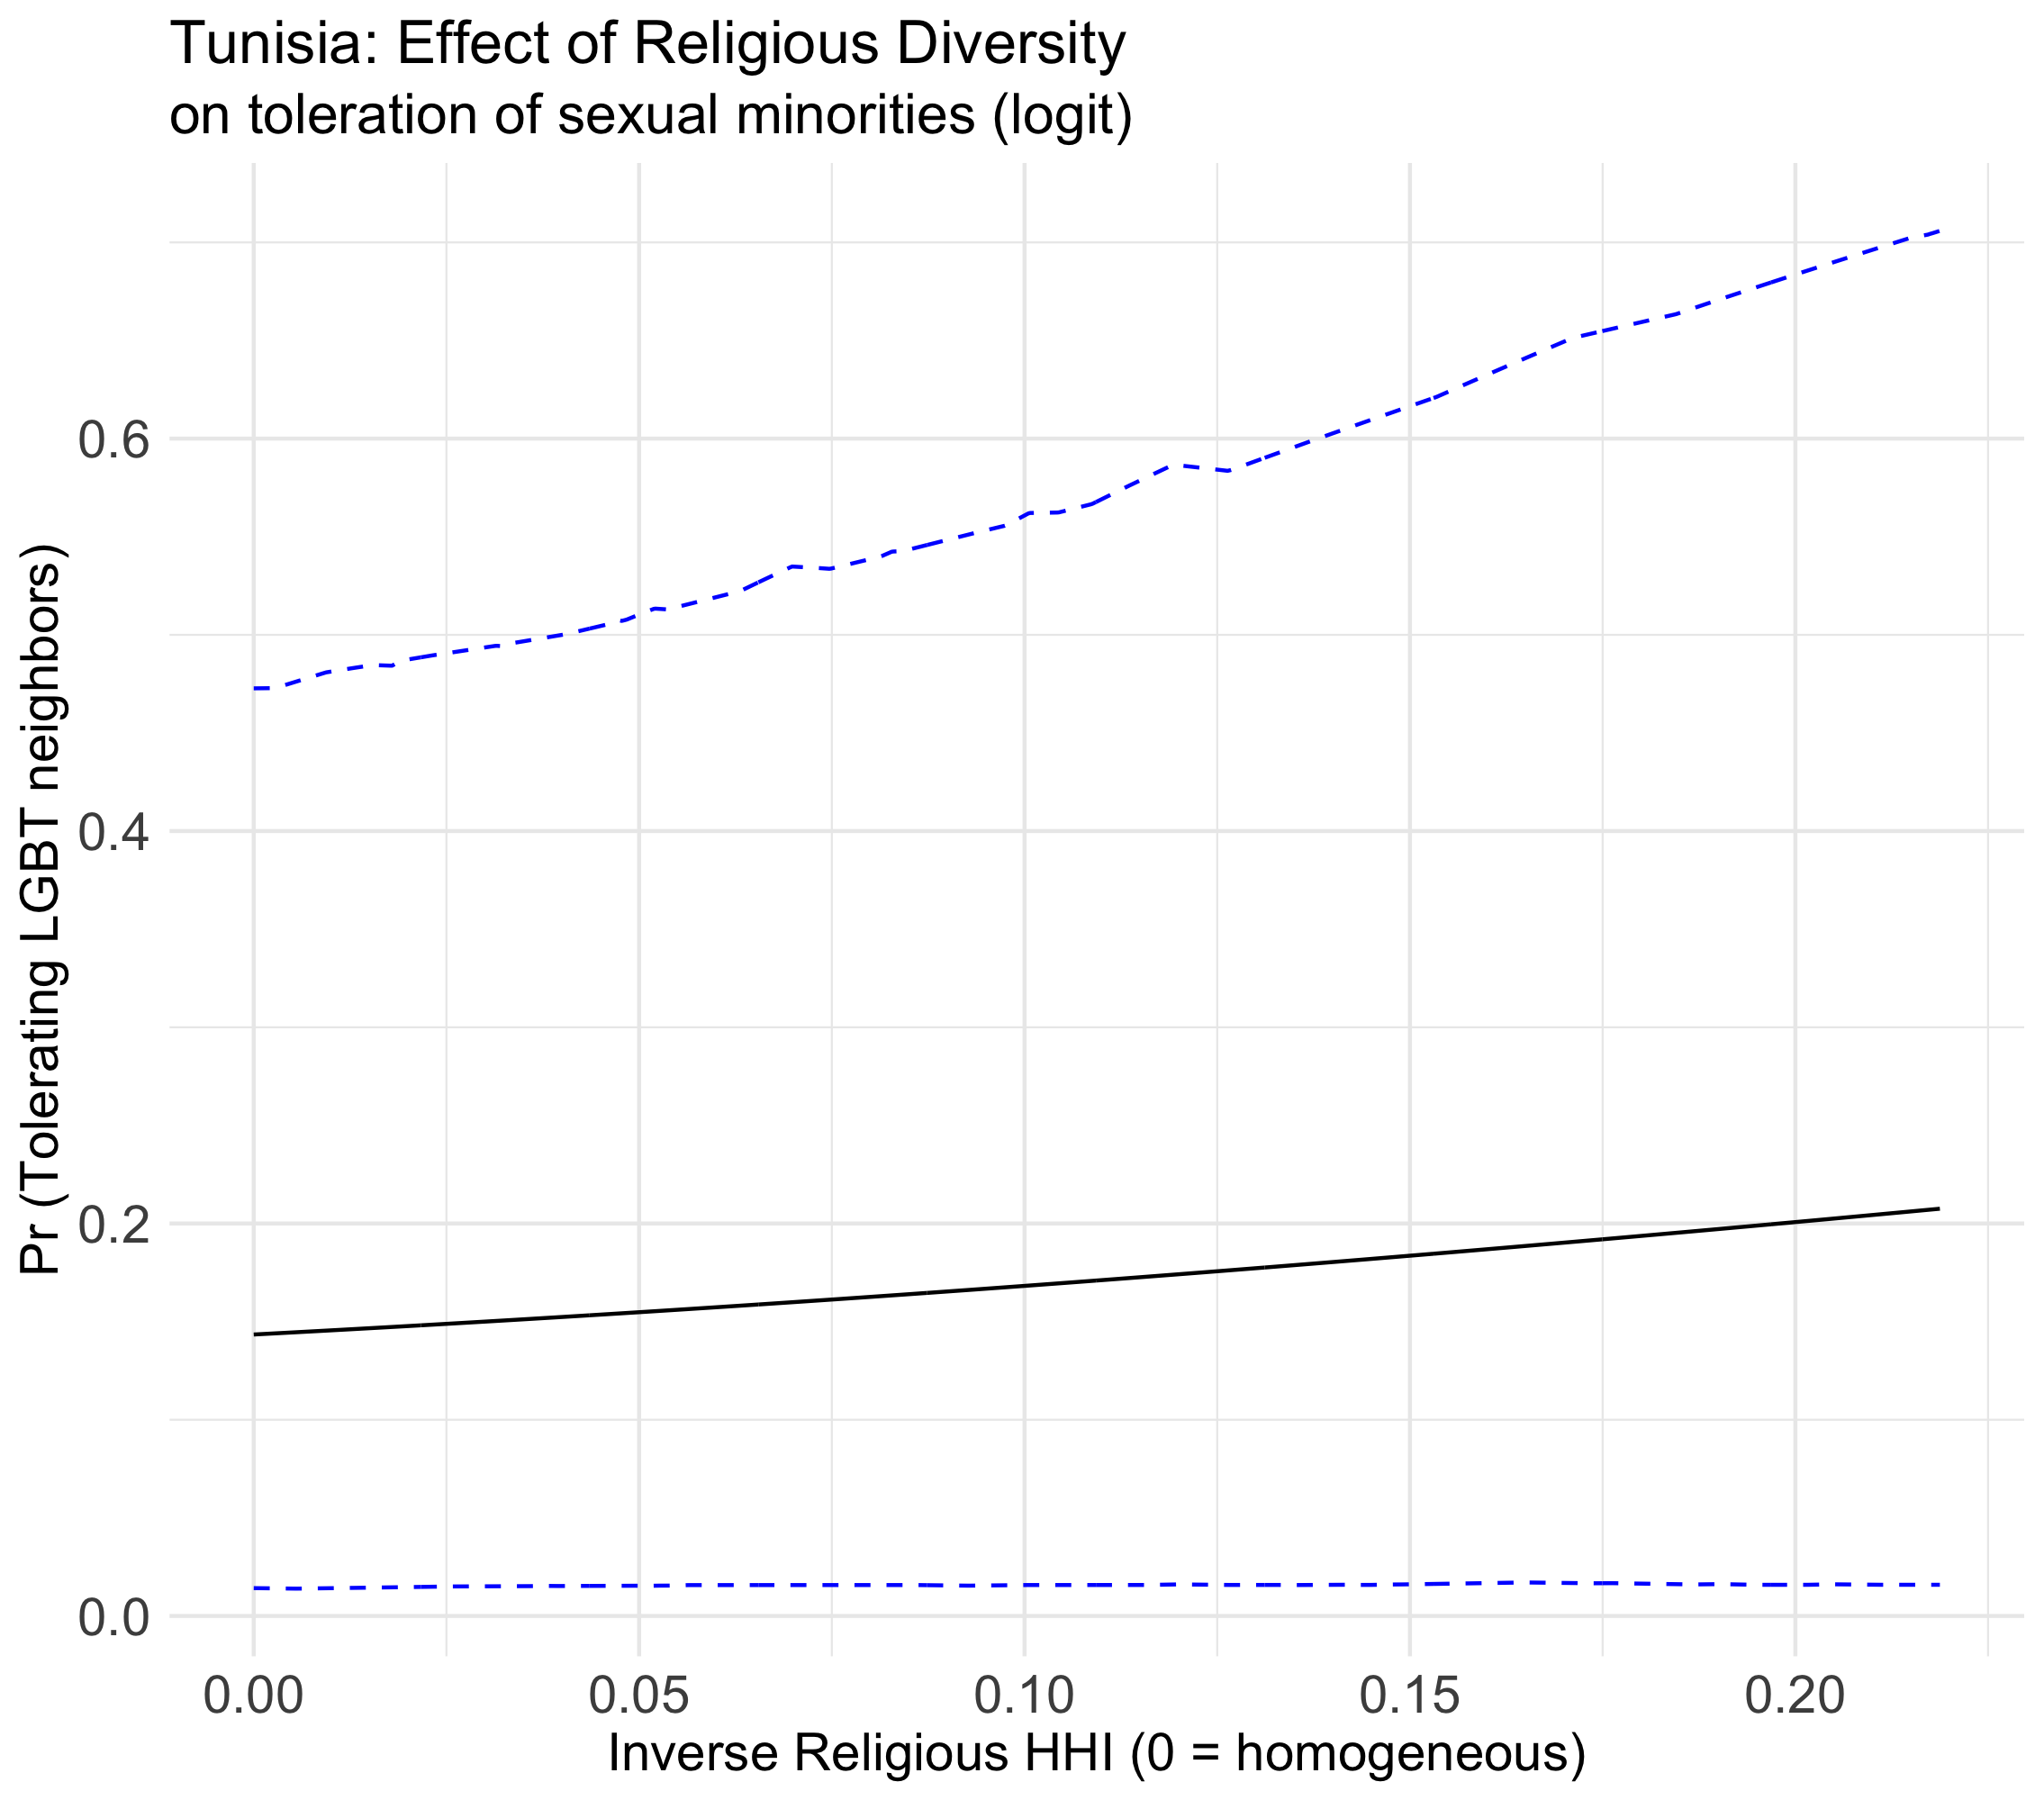 Tunisia: Effect of Religious Diversity
on toleration of sexual minorities (logit)
Pr (Tolerating LGBT neighbors)
0.6
0.4
0.2
0.0
0.00 0.05 0.10 0.15 0.20
Inverse Religious HHI (0 = homogeneous)